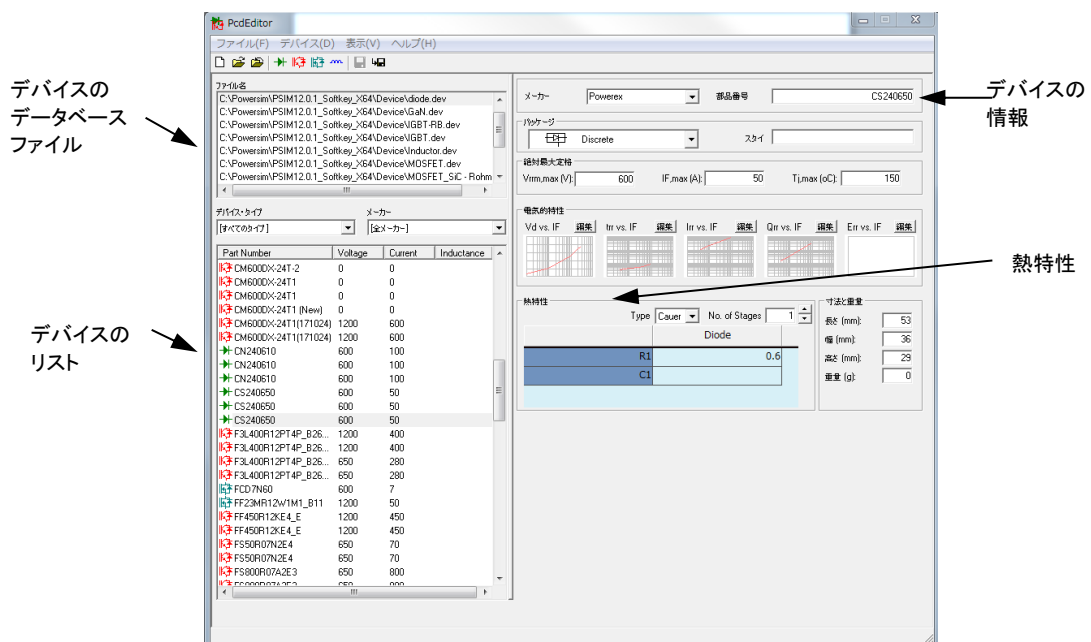 PcdEditor
ファイル(F) デバイス(D) 表示(V) ヘルプ(H)
デバイスの
データベース
ファイル
ファイル名
C:\Powersim\PSIM12.0.1_Softkey_X64\Device\diode.dev
C:\Powersim\PSIM12.0.1_Softkey_X64\Device\GaN.dev
C:\Powersim\PSIM12.0.1_Softkey_X64\Device\IGBT-RB.dev
C:\Powersim\PSIM12.0.1_Softkey_X64\Device\IGBT.dev
C:\Powersim\PSIM12.0.1_Softkey_X64\Device\Inductor.dev
C:\Powersim\PSIM12.0.1_Softkey_X64\Device\MOSFET.dev
C:\Powersim\PSIM12.0.1_Softkey_X64\Device\MOSFET_SiC - Rohm
デバイス・タイプ メーカー
[すべてのタイプ] [全メーカー]
デバイスの
リスト
Part Number Voltage Current Inductance
CM600DX-24T-2 0 0
CM600DX-24T1 0 0
CM600DX-24T1 0 0
CM600DX-24T1 (New) 0 0
CM600DX-24T1(171024) 1200 600
CM600DX-24T1(171024) 1200 600
CN240610 600 100
CN240610 600 100
CN240610 600 100
CS240650 600 50
CS240650 600 50
CS240650 600 50
F3L400R12PT4P_B26... 1200 400
F3L400R12PT4P_B26... 1200 400
F3L400R12PT4P_B26... 650 280
F3L400R12PT4P_B26... 650 280
FCD7N60 600 7
FF23MR12W1M1_B11 1200 50
FF450R12KE4_E 1200 450
FF450R12KE4_E 1200 450
FS50R07N2E4 650 70
FS50R07N2E4 650 70
FS800R07A2E3 650 800
メーカー Powerex 部品番号 CS240650
デバイスの
情報
パッケージ
Discrete スタイ
絶対最大定格
Vrrm,max (V): 600 IF,max (A): 50 Tj,max (oC): 150
電気的特性
Vd vs. IF 編集 trr vs. IF 編集 Irr vs. IF 編集 Qrr vs. IF 編集 Err vs. IF 編集
熱特性
熱特性
Type Cauer No. of Stages 1
Diode
R1 0.6
C1
寸法と重量
長さ (mm): 53
幅 (mm): 36
高さ (mm): 29
重量 (g): 0